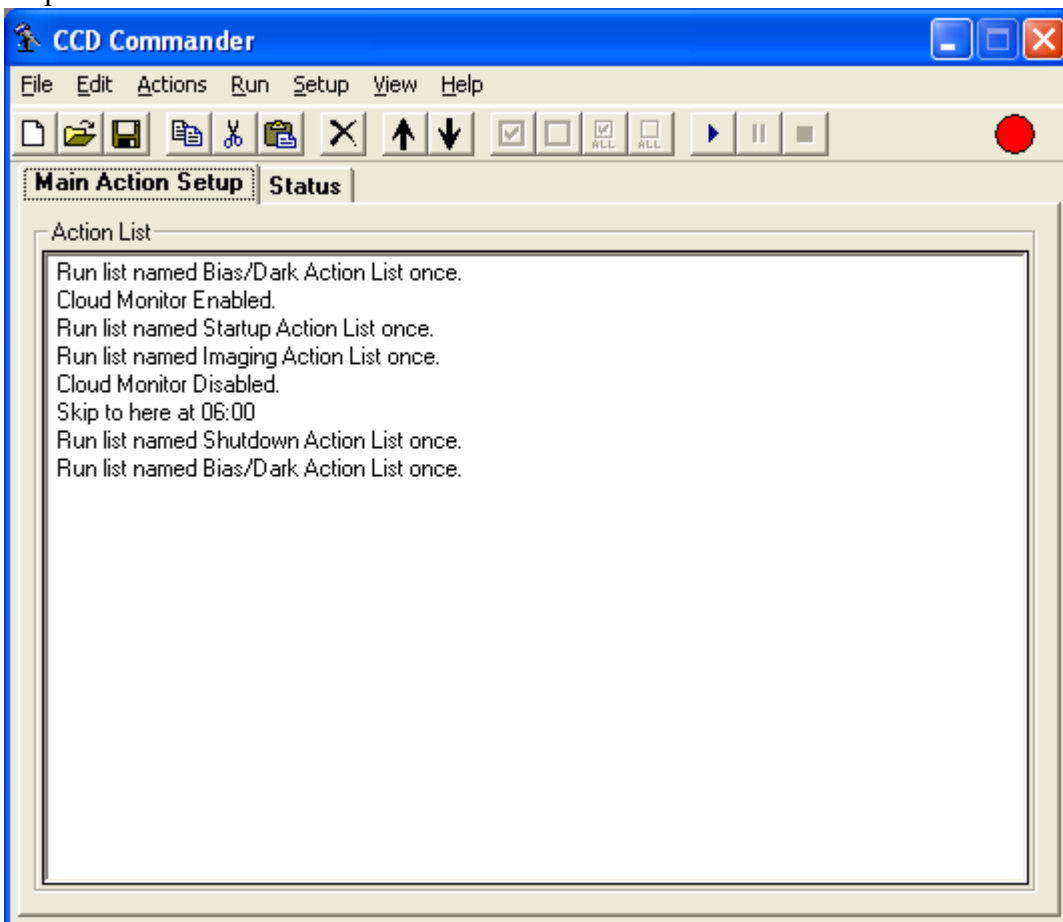 CCD Commander
File Edit Actions Run Setup View Help
ALL ALL
Main Action Setup Status
Action List
Run list named Bias/Dark Action List once.
Cloud Monitor Enabled.
Run list named Startup Action List once.
Run list named Imaging Action List once.
Cloud Monitor Disabled.
Skip to here at 06:00
Run list named Shutdown Action List once.
Run list named Bias/Dark Action List once.